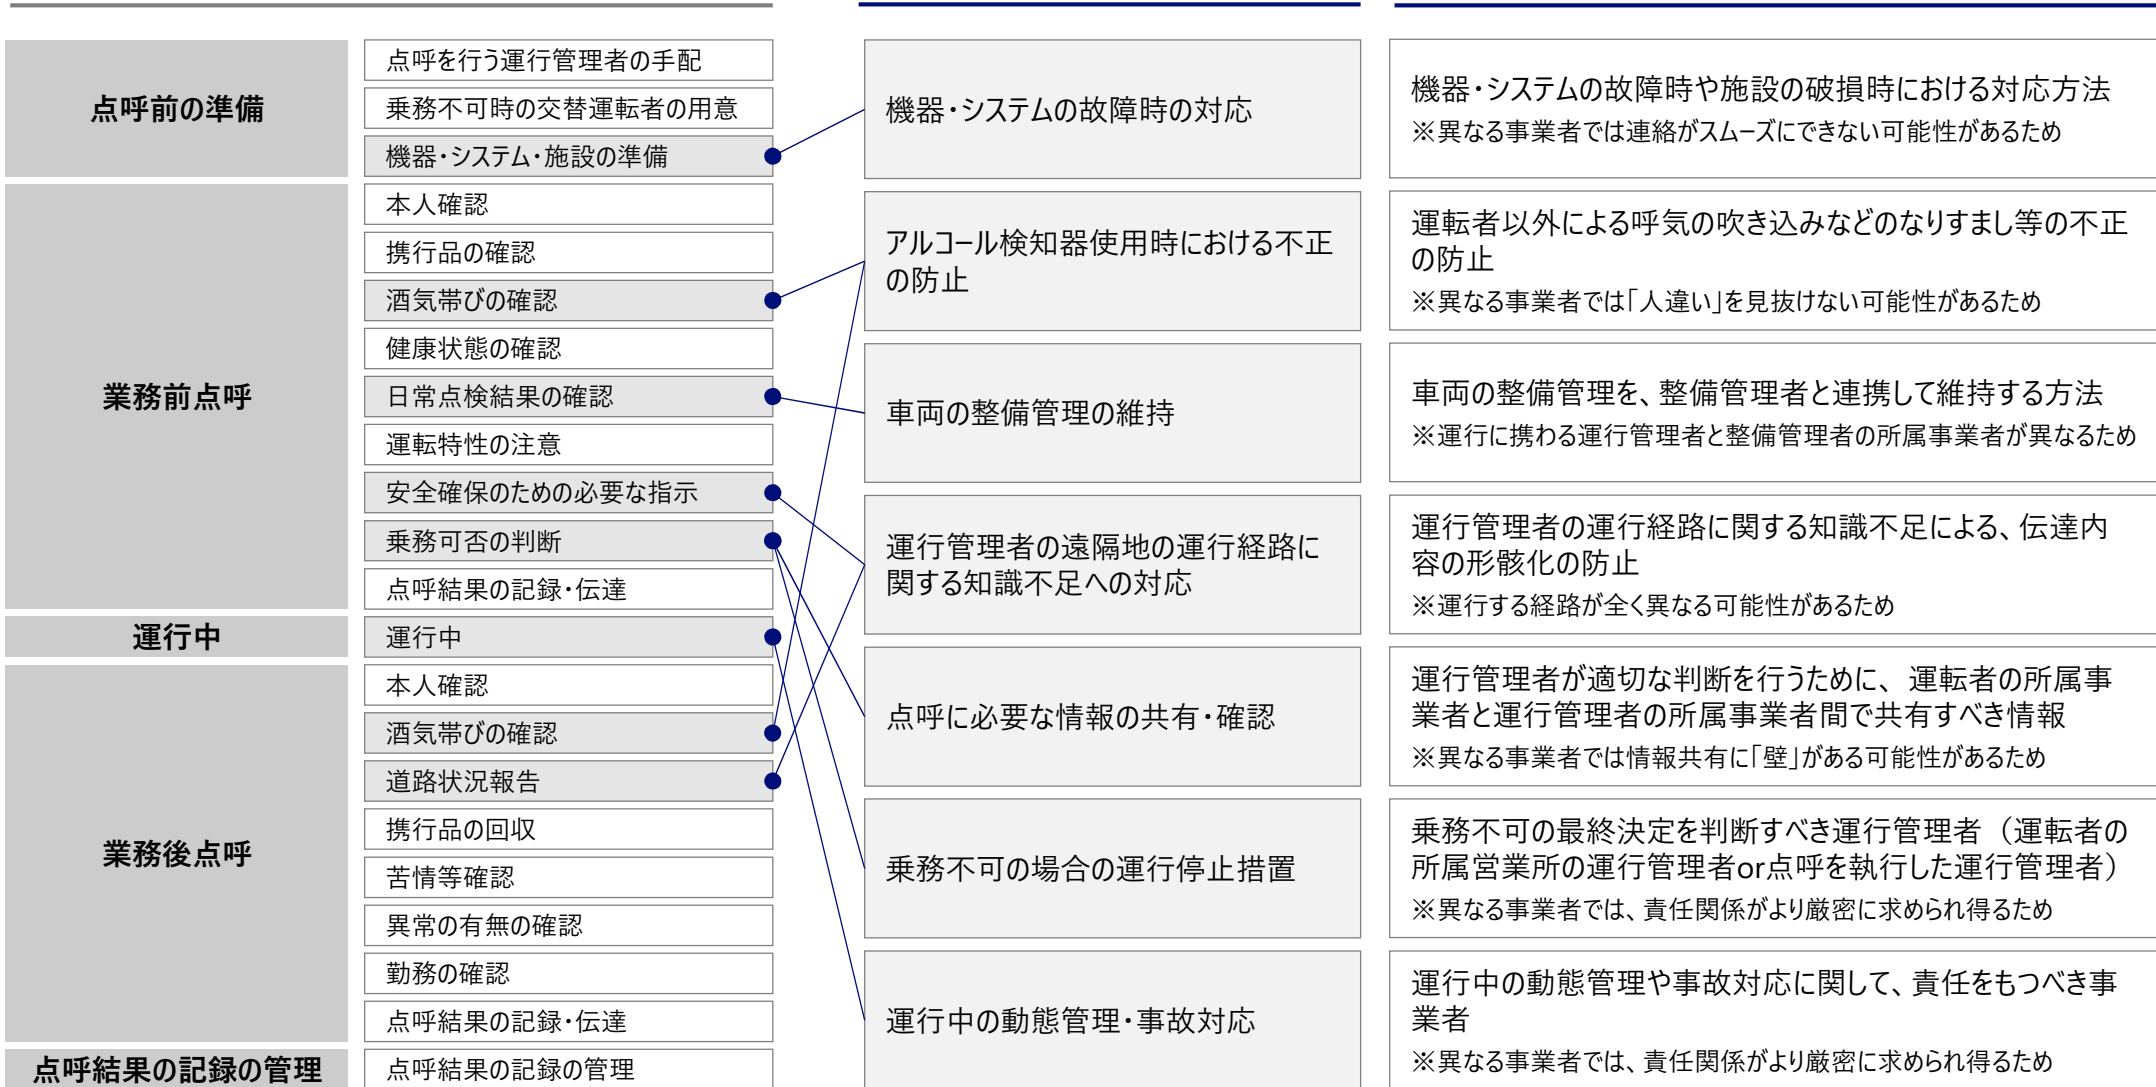 点呼前の準備
点呼を行う運行管理者の手配
乗務不可時の交替運転者の用意
機器・システム・施設の準備
業務前点呼
本人確認
携行品の確認
酒気帯びの確認
健康状態の確認
日常点検結果の確認
運転特性の注意
安全確保のための必要な指示
乗務可否の判断
点呼結果の記録・伝達
運行中
運行中
業務後点呼
本人確認
酒気帯びの確認
道路状況報告
携行品の回収
苦情等確認
異常の有無の確認
勤務の確認
点呼結果の記録・伝達
点呼結果の記録の管理
点呼結果の記録の管理
機器・システムの故障時の対応
アルコール検知器使用時における不正
の防止
車両の整備管理の維持
運行管理者の遠隔地の運行経路に
関する知識不足への対応
点呼に必要な情報の共有・確認
乗務不可の場合の運行停止措置
運行中の動態管理・事故対応
機器・システムの故障時や施設の破損時における対応方法
※異なる事業者では連絡がスムーズにできない可能性があるため
運転者以外による呼気の吹き込みなどのなりすまし等の不正
の防止
※異なる事業者では「人違い」を見抜けない可能性があるため
車両の整備管理を、整備管理者と連携して維持する方法
※運行に携わる運行管理者と整備管理者の所属事業者が異なるため
運行管理者の運行経路に関する知識不足による、伝達内
容の形骸化の防止
※運行する経路が全く異なる可能性があるため
運行管理者が適切な判断を行うために、運転者の所属事
業者と運行管理者の所属事業者間で共有すべき情報
※異なる事業者では情報共有に「壁」がある可能性があるため
乗務不可の最終決定を判断すべき運行管理者（運転者の
所属営業所の運行管理者or点呼を執行した運行管理者）
※異なる事業者では、責任関係がより厳密に求められ得るため
運行中の動態管理や事故対応に関して、責任をもつべき事
業者
※異なる事業者では、責任関係がより厳密に求められ得るため